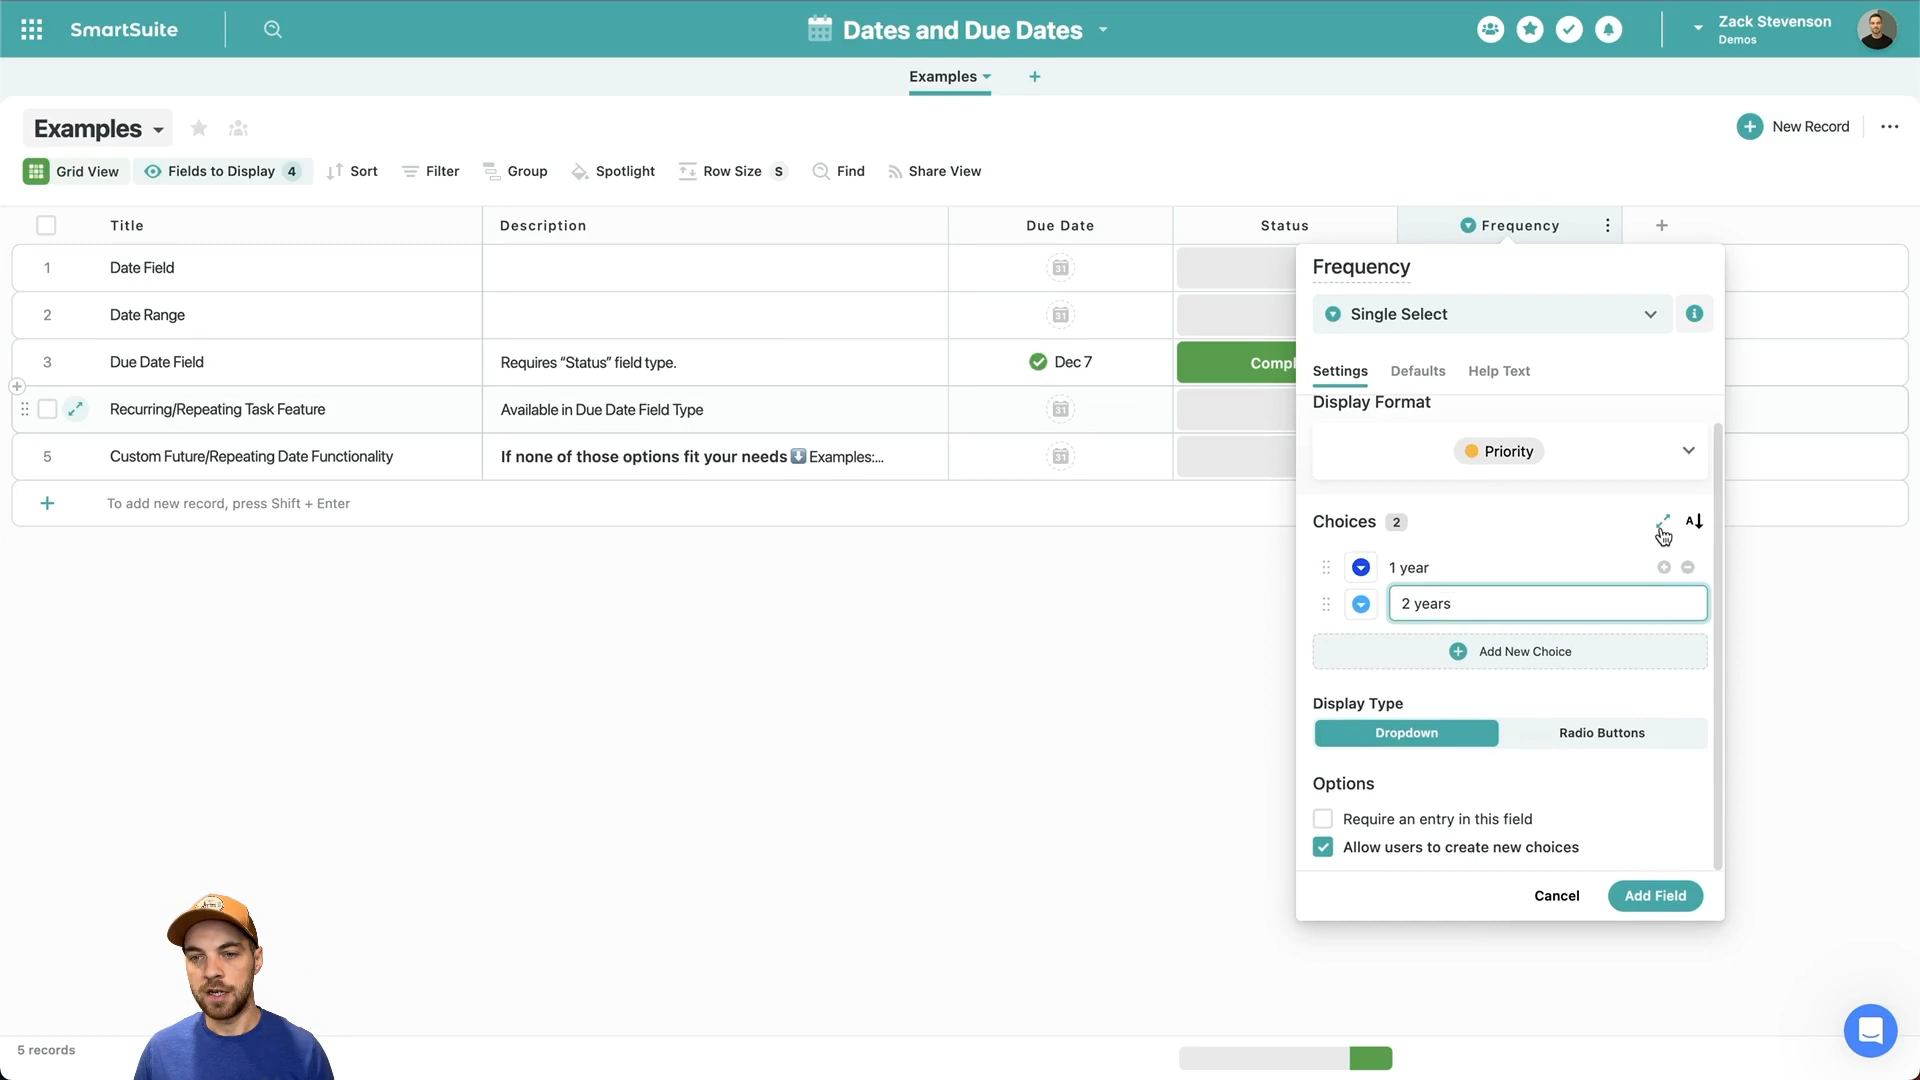 SmartSuite
Dates and Due Dates
Zack Stevenson
Demos
Examples
Examples
New Record
Grid View
Fields to Display 4
Sort
Filter
Group
Spotlight
Row Size S
Find
Share View
Title
Description
Due Date
Status
Frequency
1
Date Field
31
2
Date Range
31
3
Due Date Field
Requires “Status” field type.
Dec 7
Compl
Recurring/Repeating Task Feature
Available in Due Date Field Type
31
5
Custom Future/Repeating Date Functionality
If none of those options fit your needs⬇️Examples:...
31
To add new record, press Shift + Enter
Frequency
Single Select
Settings
Defaults
Help Text
Display Format
Priority
Choices 2
A
1 year
2 years
Add New Choice
Display Type
Dropdown
Radio Buttons
Options
Require an entry in this field
Allow users to create new choices
Cancel
Add Field
5 records